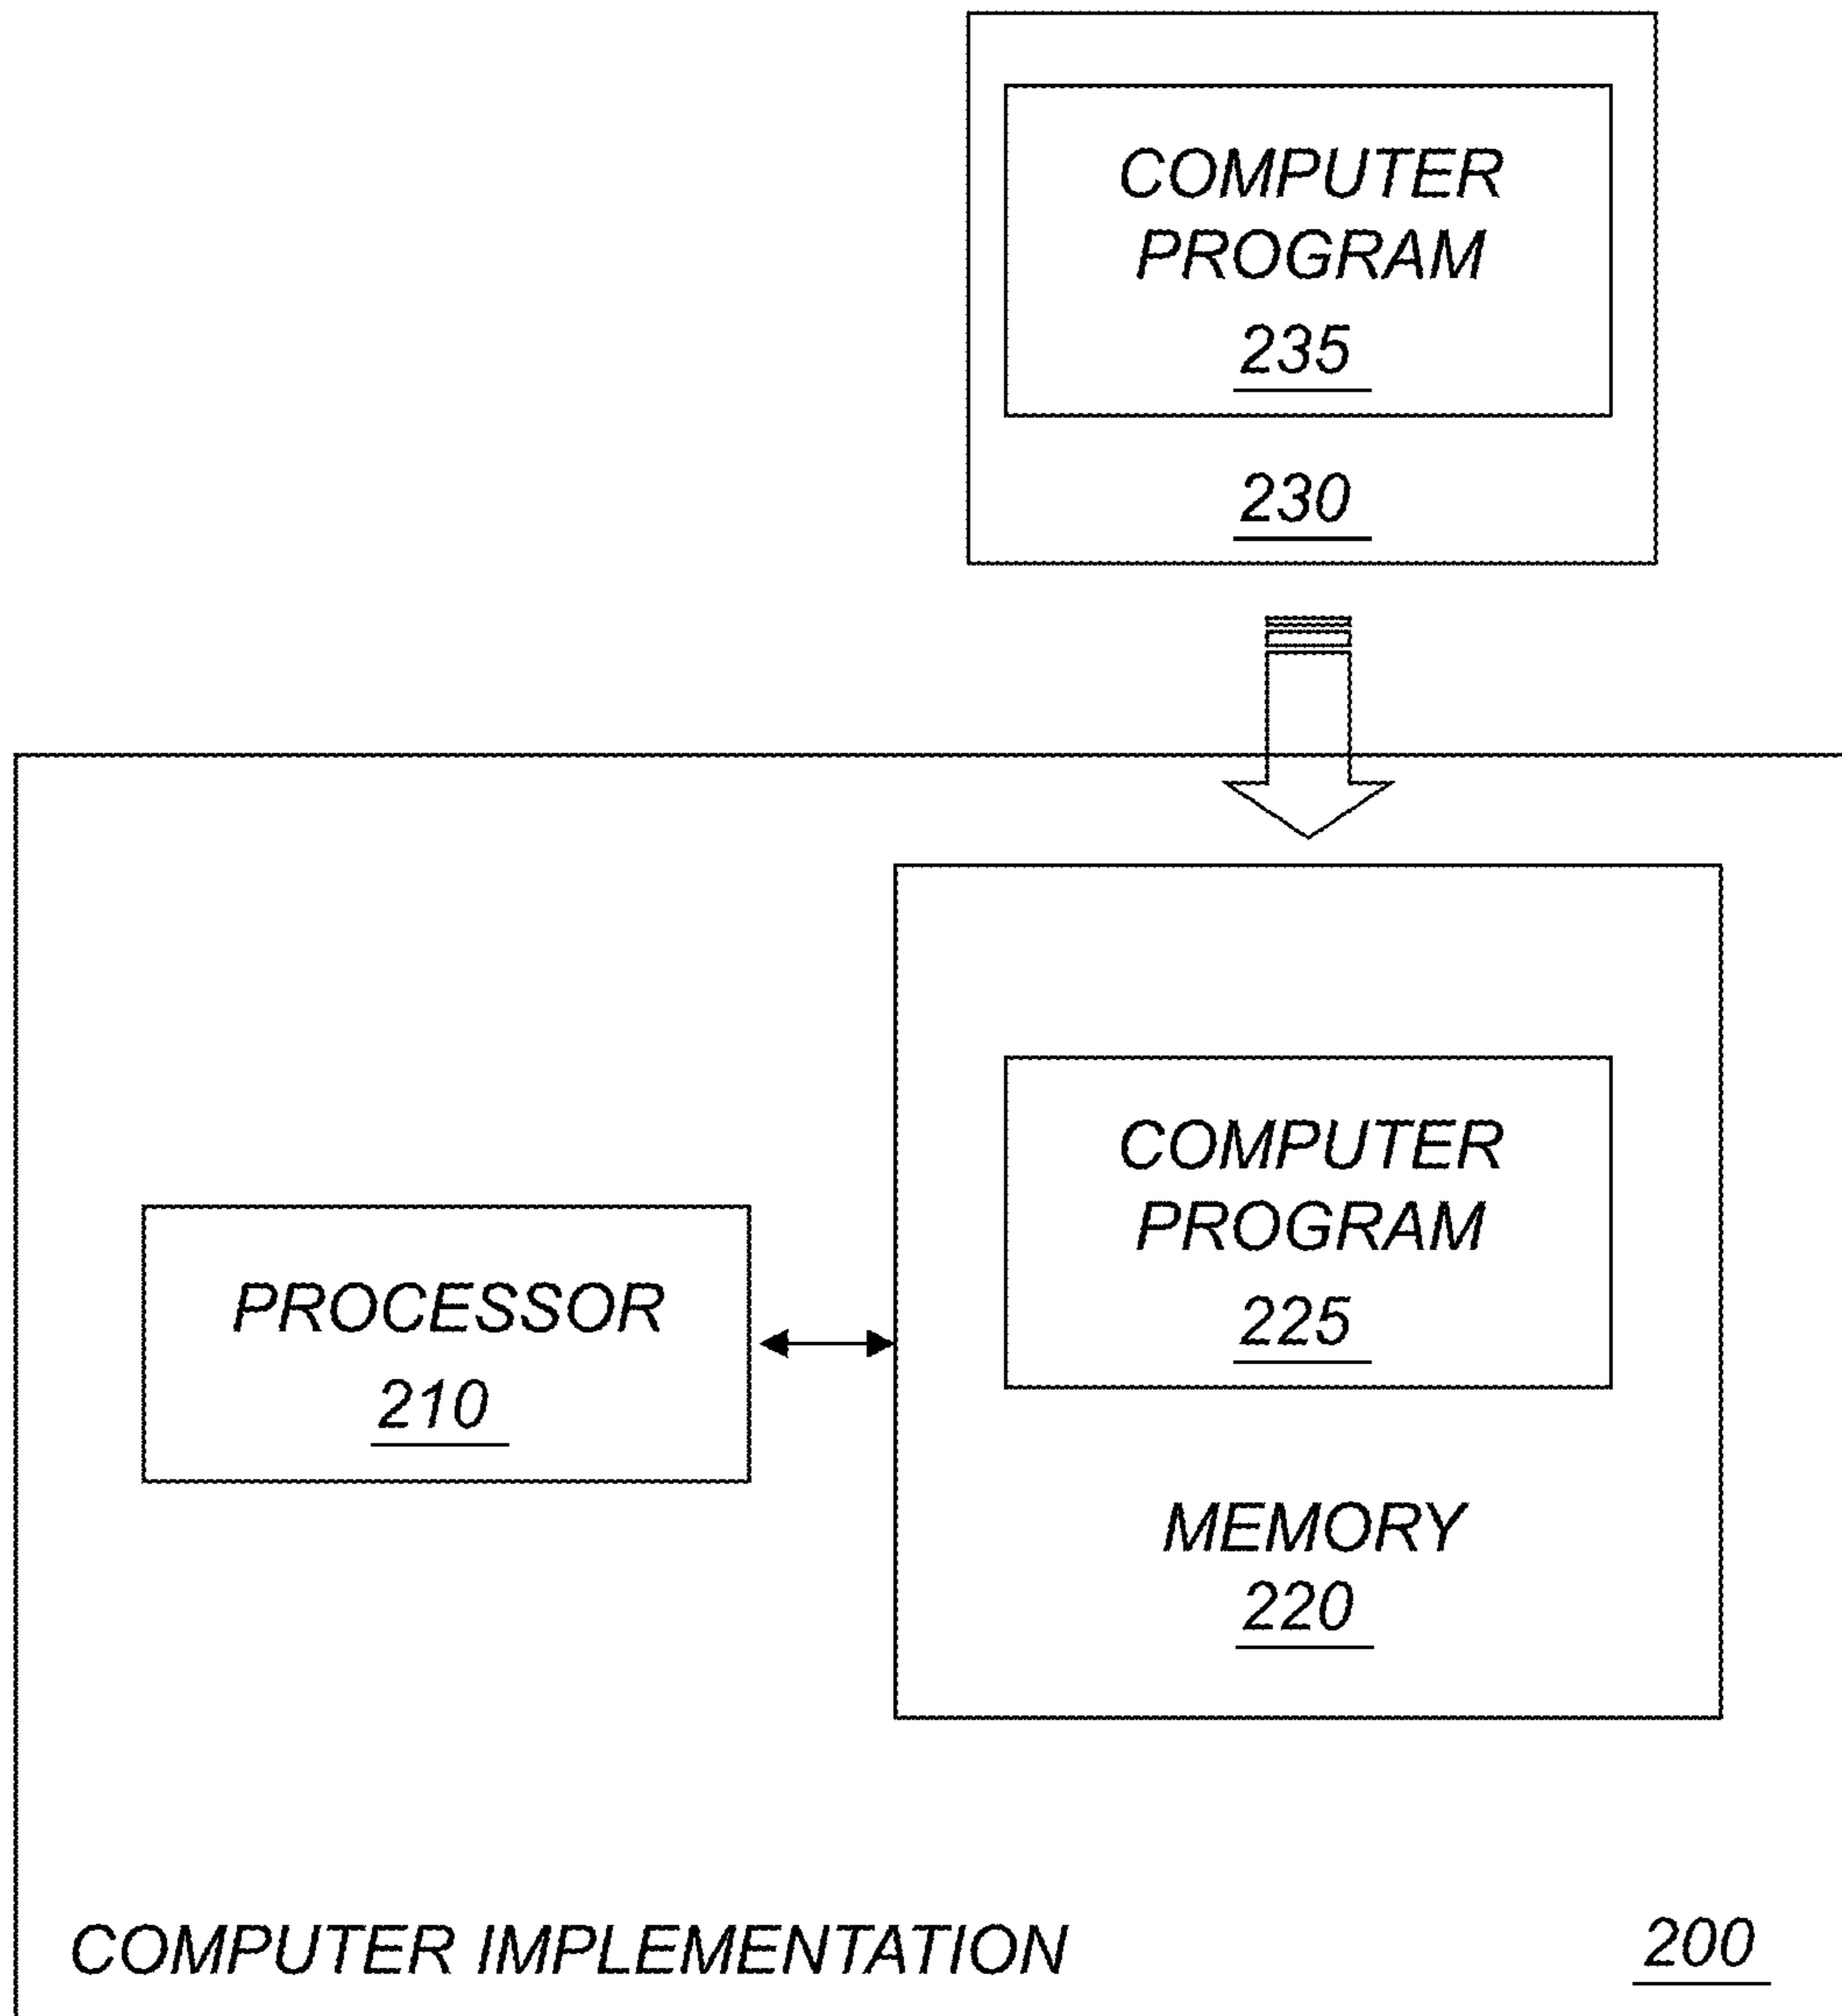 COMPUTER
PROGRAM
235
230
COMPUTER
PROGRAM
225
PROCESSOR
210
MEMORY
220
COMPUTER IMPLEMENTATION
200